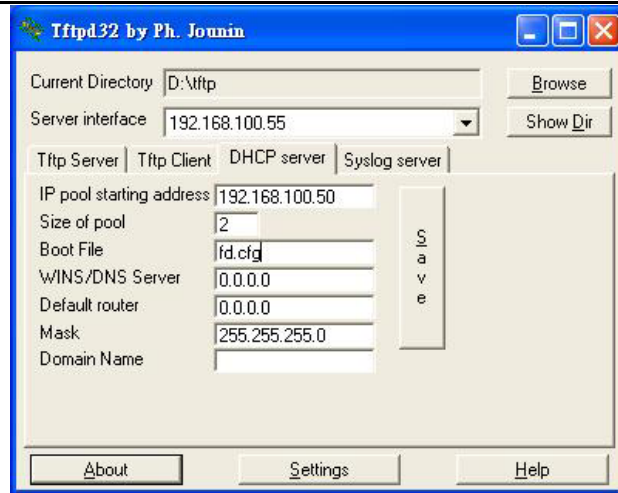 Tftpd32 by Ph. Jounin
Current Directory D:\tftp Browse
Server interface 192.168.100.55 Show Dir
Tftp Server Tftp Client DHCP server Syslog server
IP pool starting address 192.168.100.50
Size of pool 2
Boot File fd.cfg
WINS/DNS Server 0.0.0.0
Default router 0.0.0.0
Mask 255.255.255.0
Domain Name
Save
About Settings Help